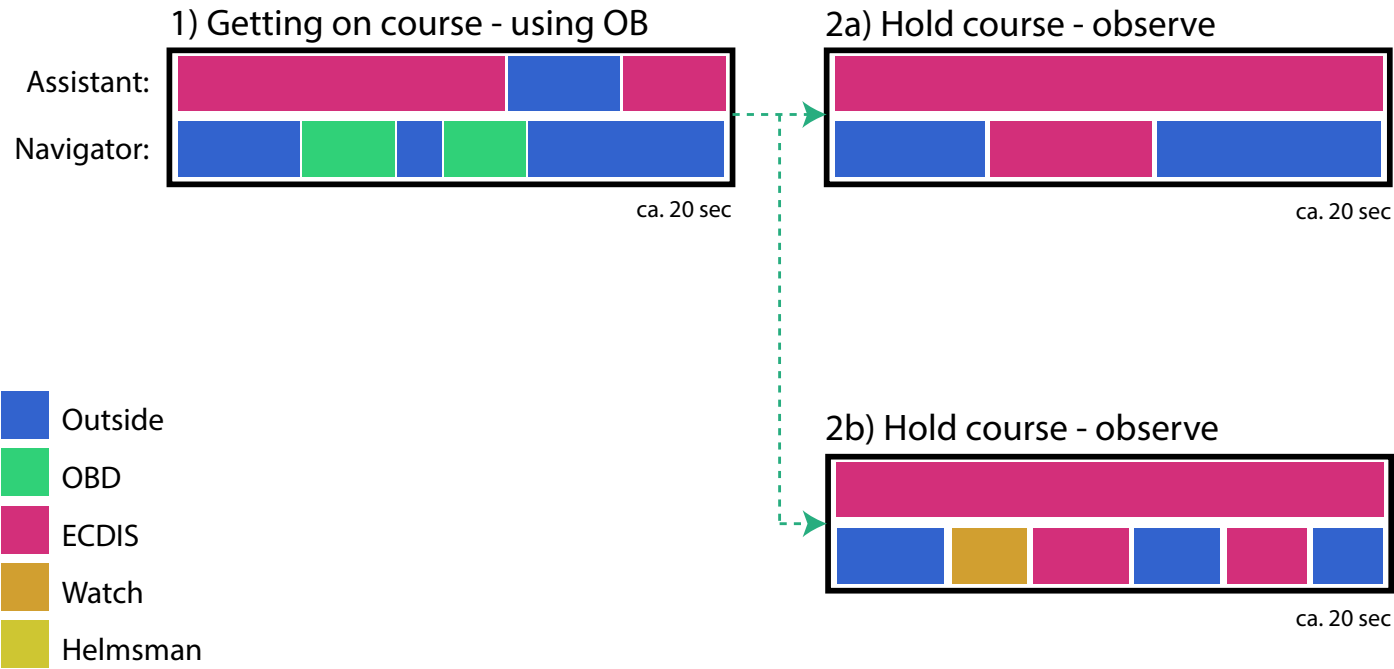 1) Getting on course - using OB
Assistant:
Navigator:
ca. 20 sec
2a) Hold course - observe
ca. 20 sec
2b) Hold course - observe
ca. 20 sec
Outside
OBD
ECDIS
Watch
Helmsman